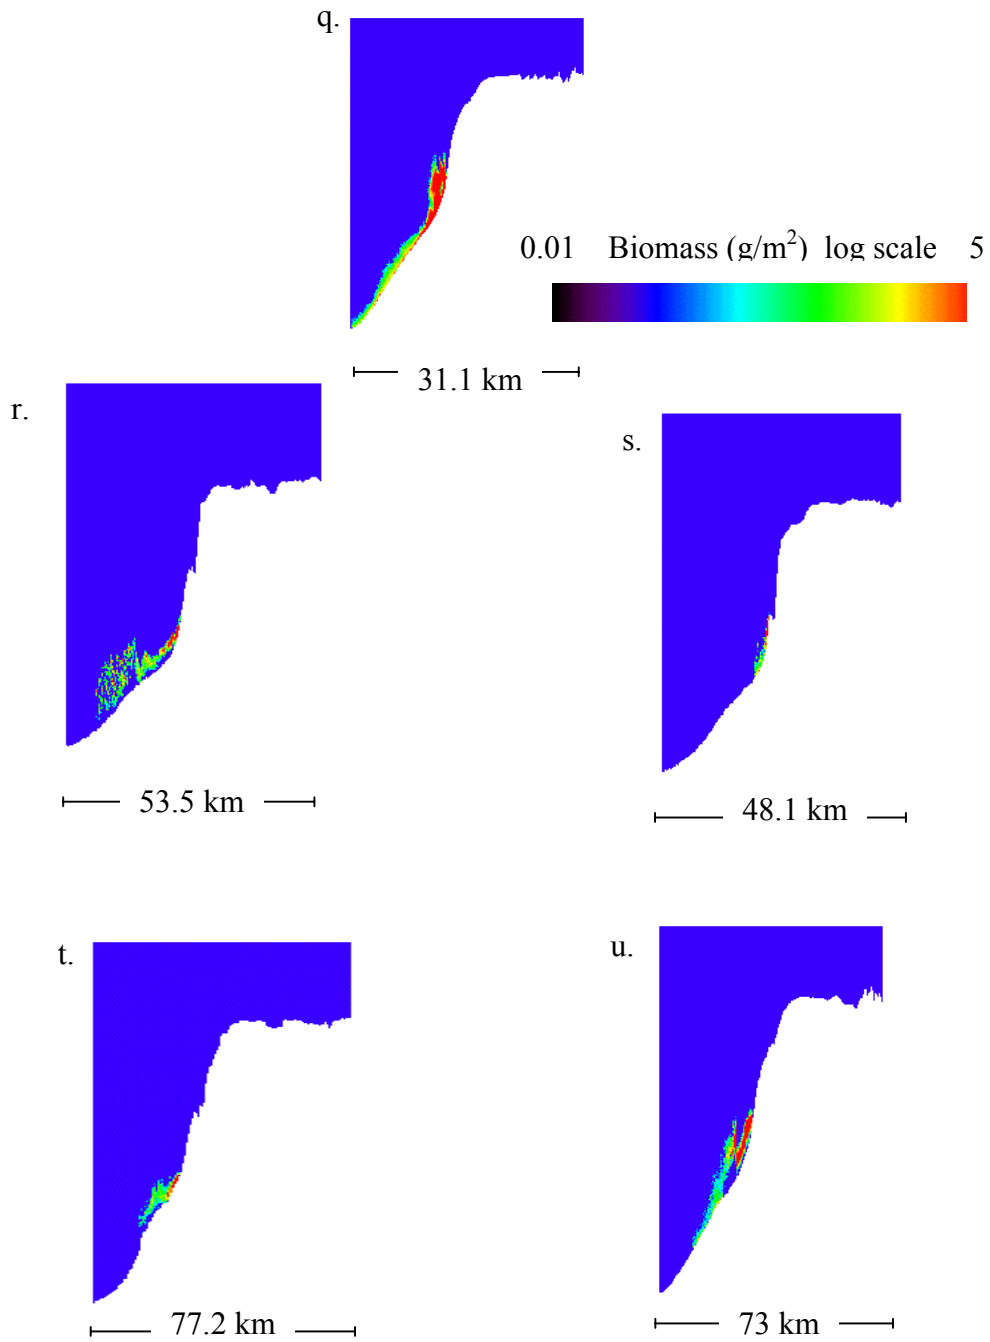 q.
0.01 Biomass (g/m²) log scale 5
31.1 km
r.
s.
53.5 km
48.1 km
t.
u.
77.2 km
73 km